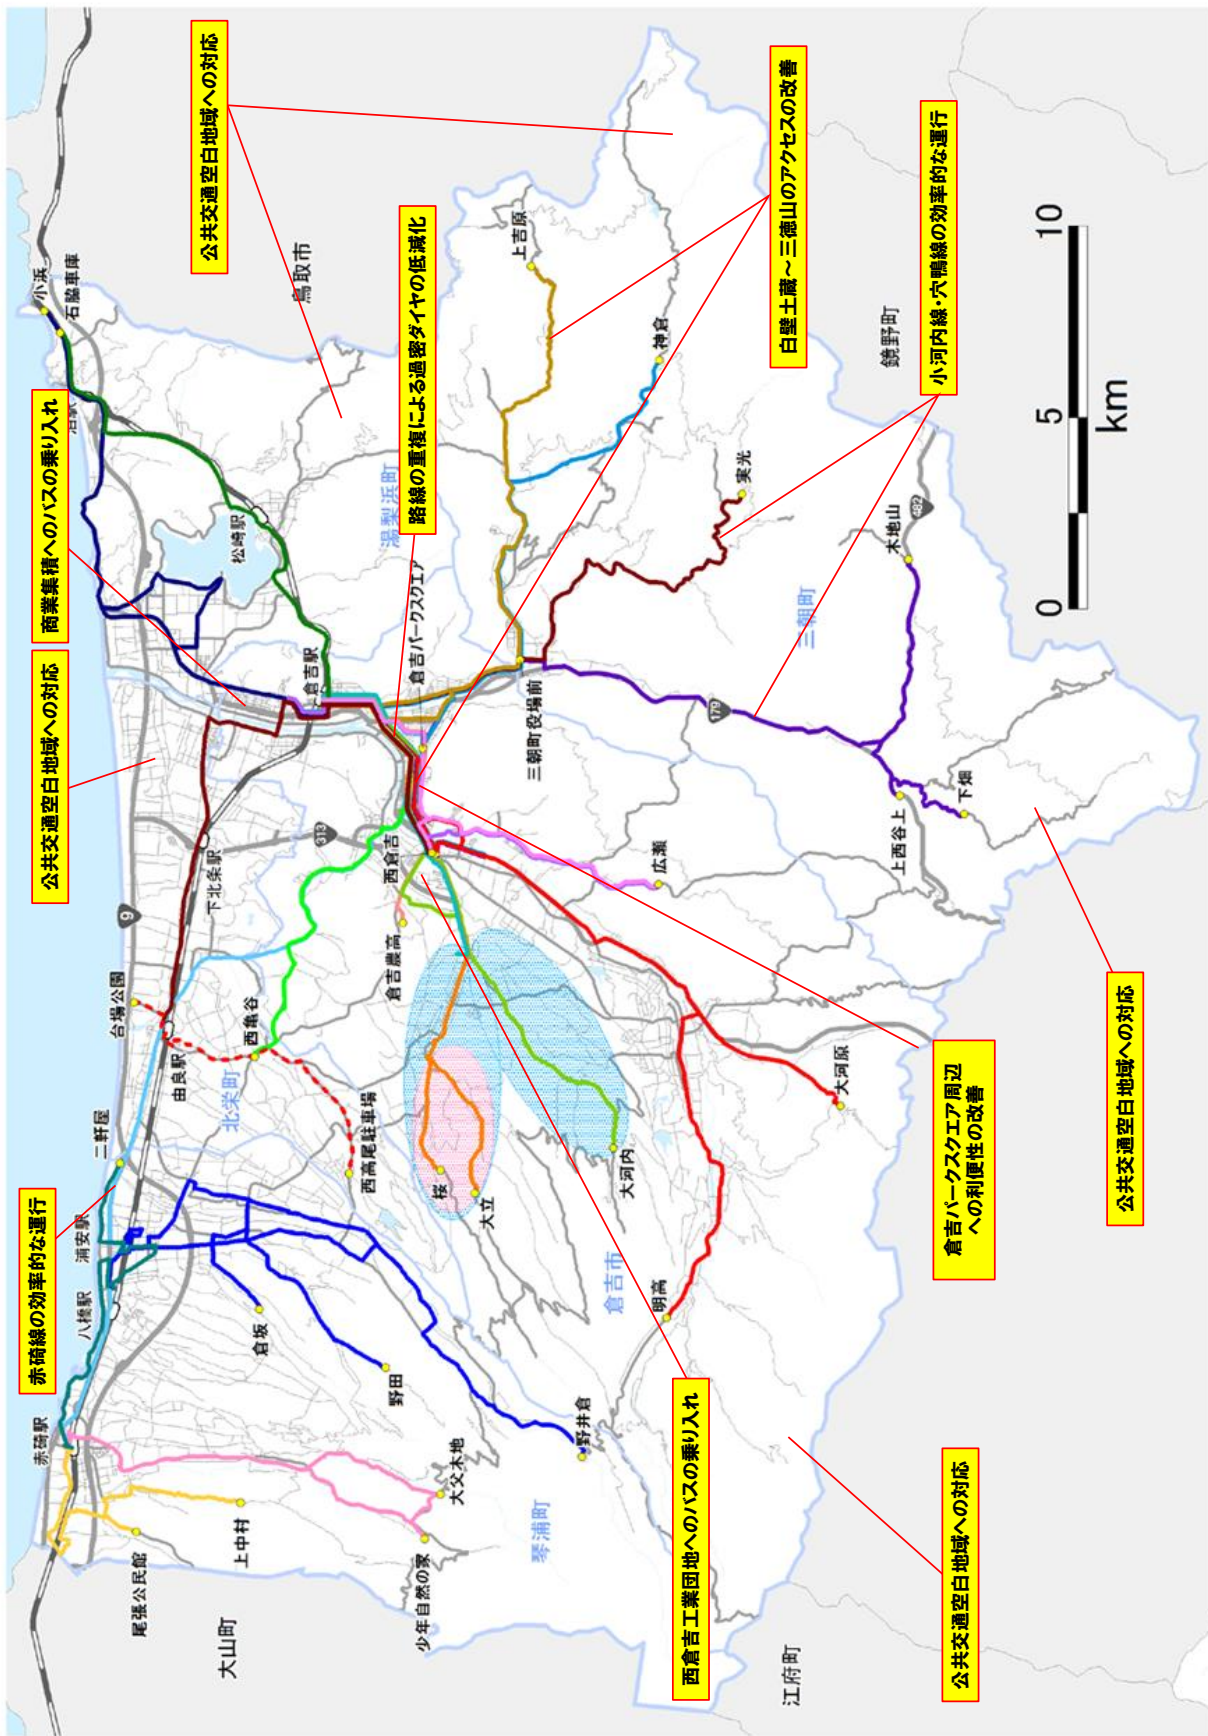 赤碕線の効率的な運行
公共交通空白地域への対応
商業集積へのバスの乗り入れ
赤碕駅
八橋駅
浦安駅
二軒屋
台場公園
9
泊駅
小浜
石脇車庫
尾張公民館
由良駅
下北条駅
松崎駅
公共交通空白地域への対応
大山町
上中村
倉坂
北栄町
西亀谷
313
倉吉駅
鳥取市
野田
西高尾駐車場
倉吉農高
西倉吉
湯梨浜町
倉吉パークスクエア
路線の重複による過密ダイヤの低減化
少年自然の家
大父木地
桜
大立
上吉原
琴浦町
野井倉
大河内
倉吉市
三朝町役場前
明高
広瀬
神倉
西倉吉工業団地へのバスの乗り入れ
179
実光
白壁土蔵~三徳山のアクセスの改善
江府町
大河原
三朝町
上西谷上
木地山
鏡野町
482
公共交通空白地域への対応
倉吉パークスクエア周辺
への利便性の改善
下畑
小河内線・穴鴨線の効率的な運行
0
5
10
km
公共交通空白地域への対応